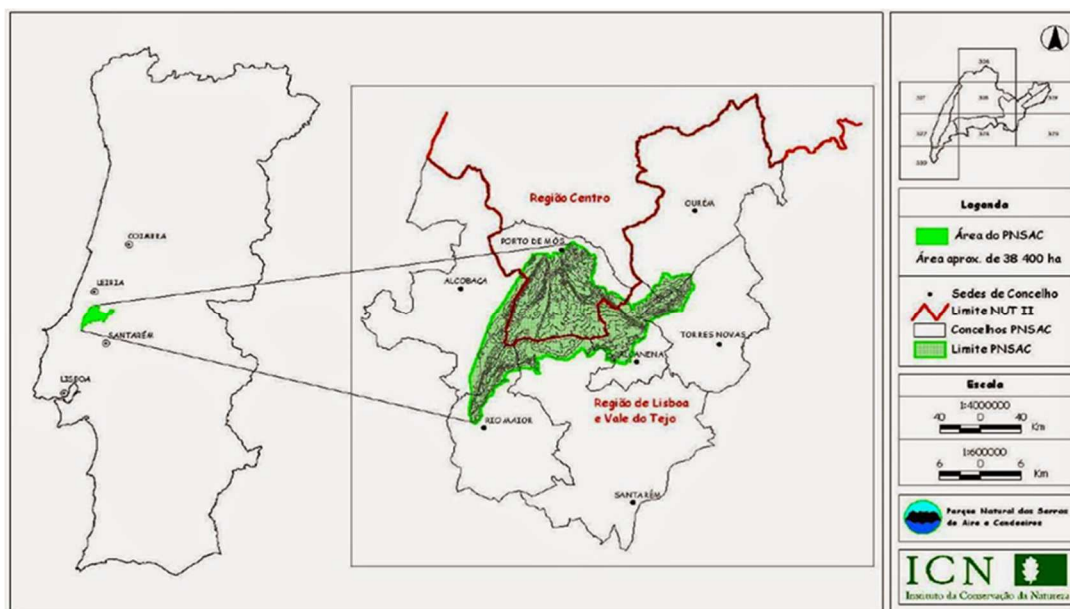 COIMBRA
LEIRIA
SANTARÉM
LISBOA
Região Centro
OURÉM
PORTO DE MÓS
ALCOBAÇA
TORRES NOVAS
ALCANENA
Região de Lisboa
e Vale do Tejo
RIO MAIOR
SANTARÉM
Legenda
Área do PNSAC
Área aprox. de 38 400 ha
Sedes de Concelho
Limite NUT II
Concelhos PNSAC
Limite PNSAC
Escala
1:4000000
40 0 40
Km
1:600000
6 0 6
Km
Parque Natural das Serras
de Aire e Candeeiros
ICN
Instituto da Conservação da Natureza